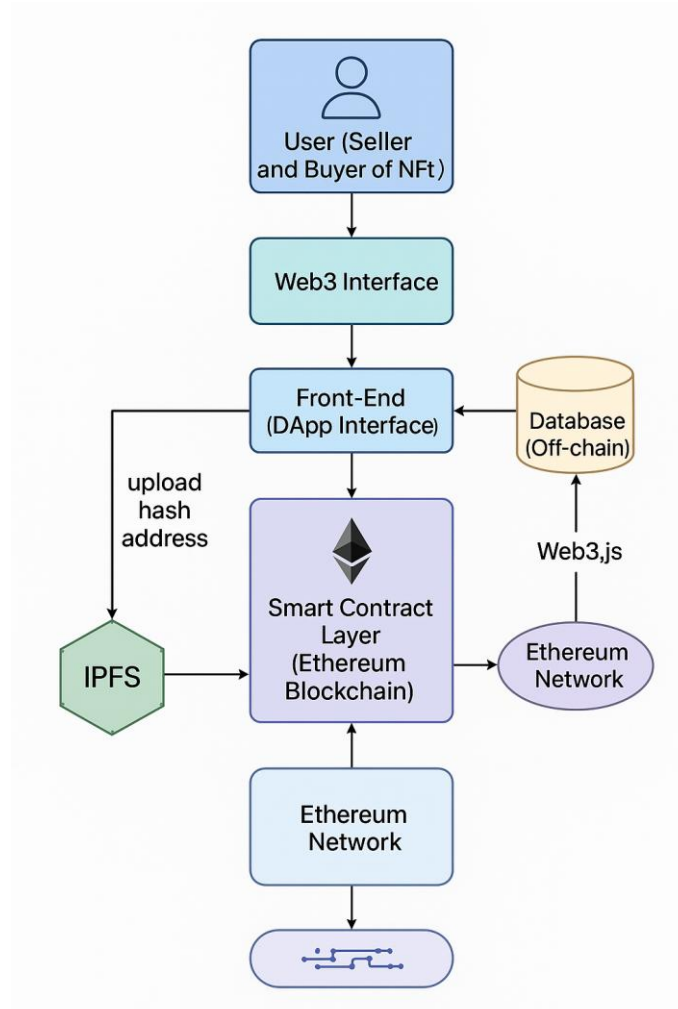 User (Seller
and Buyer of NFt)
Web3 Interface
Front-End
(DApp Interface)
Database
(Off-chain)
upload
hash
address
Web3,js
Smart Contract
Layer
(Ethereum
Blockchain)
IPFS
Ethereum
Network
Ethereum
Network